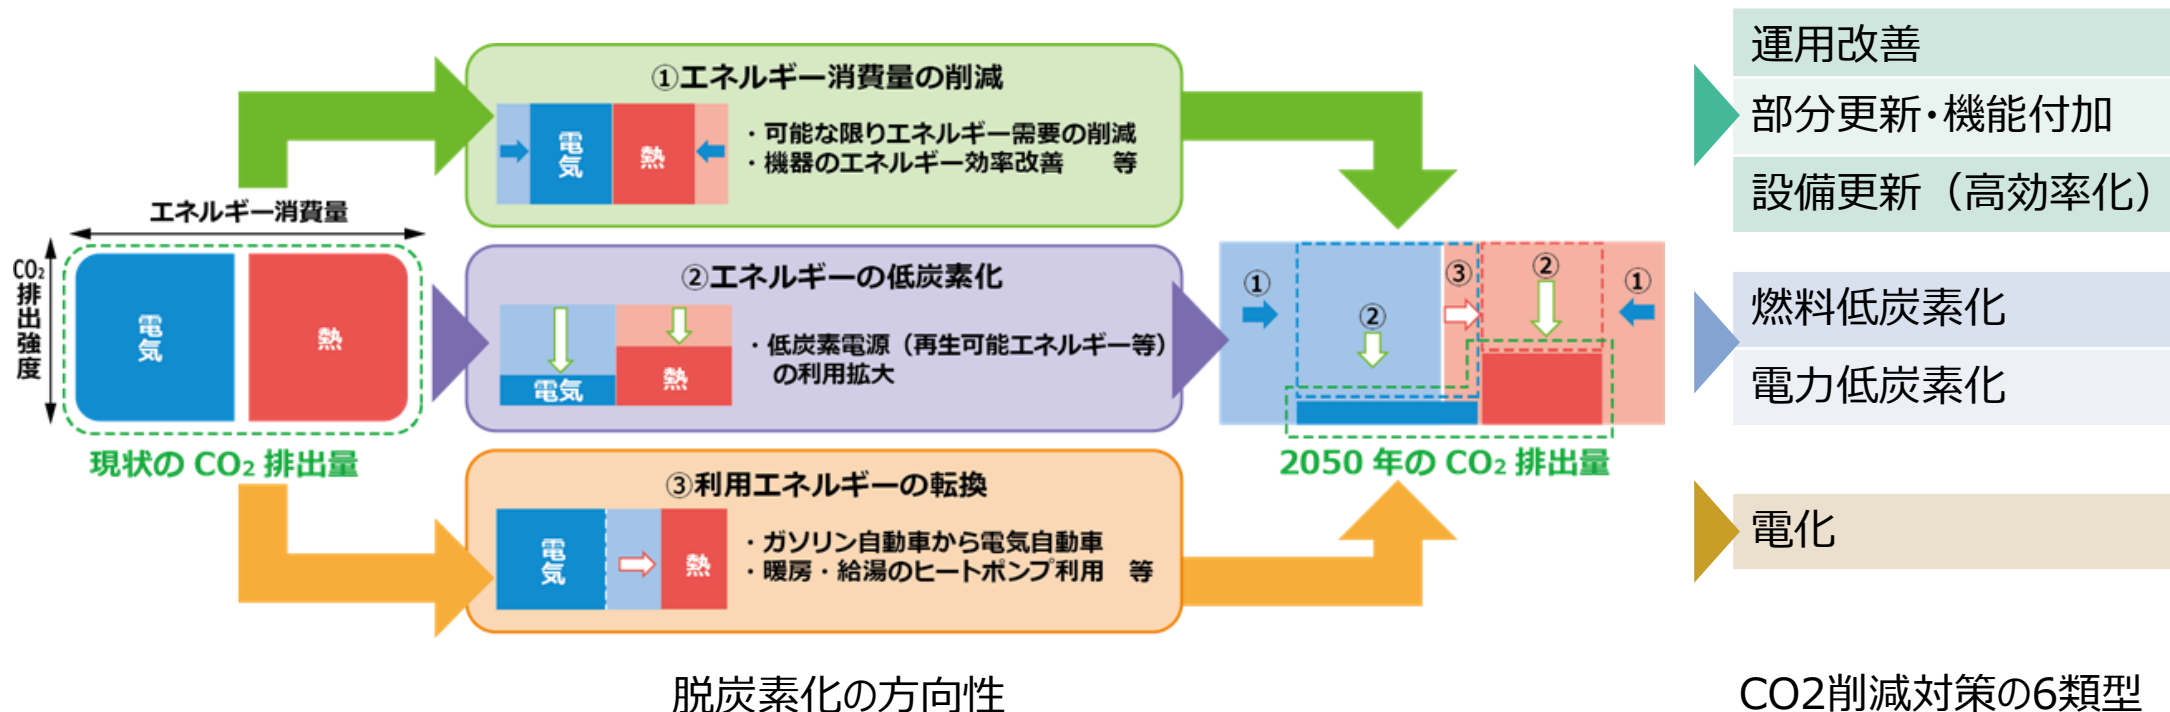 エネルギー消費量
CO₂排出強度
電気
熱
現状の CO₂ 排出量
①エネルギー消費量の削減
電気
熱
・可能な限りエネルギー需要の削減
・機器のエネルギー効率改善　等
②エネルギーの低炭素化
電気
熱
・低炭素電源（再生可能エネルギー等）
の利用拡大
③利用エネルギーの転換
電気
熱
・ガソリン自動車から電気自動車
・暖房・給湯のヒートポンプ利用　等
①
②
③
②
①
2050 年の CO₂ 排出量
脱炭素化の方向性
運用改善
部分更新・機能付加
設備更新（高効率化）
燃料低炭素化
電力低炭素化
電化
CO2削減対策の6類型